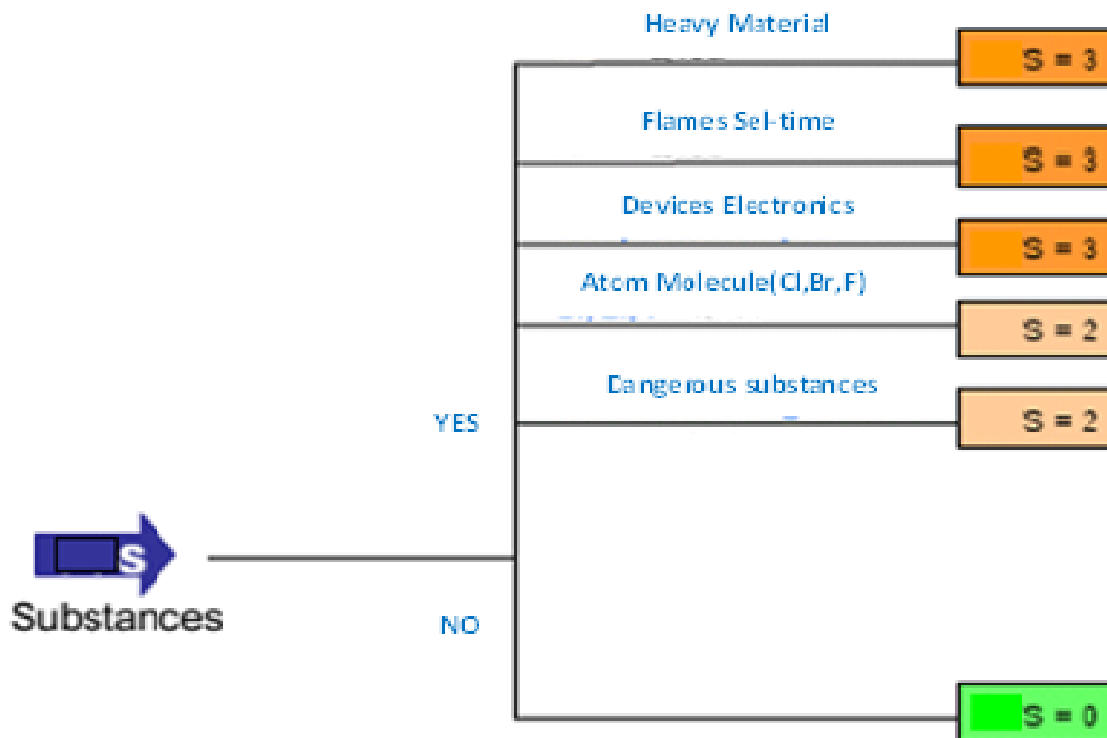 Heavy Material
S = 3
Flames Sel-time
S = 3
Devices Electronics
S = 3
Atom Molecule(Cl,Br,F)
S = 2
Dangerous substances
YES
S = 2
S
Substances
NO
S = 0